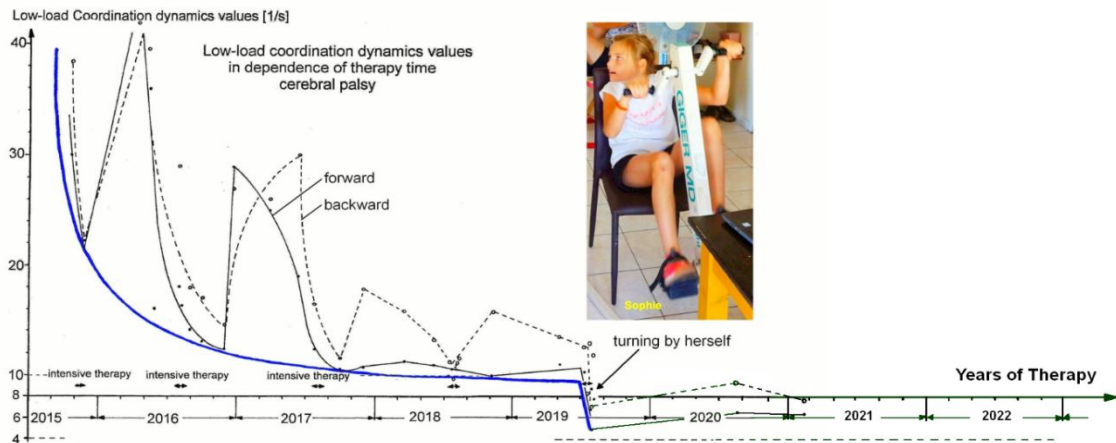 Low-load Coordination dynamics values [1/s]
40
Low-load coordination dynamics values
in dependence of therapy time
cerebral palsy
30
forward
backward
GIGER MD
20
Sophie
turning by herself
10
intensive therapy
intensive therapy
intensive therapy
Years of Therapy
8
2015
2016
2017
2018
2019
2020
2021
2022
6
4